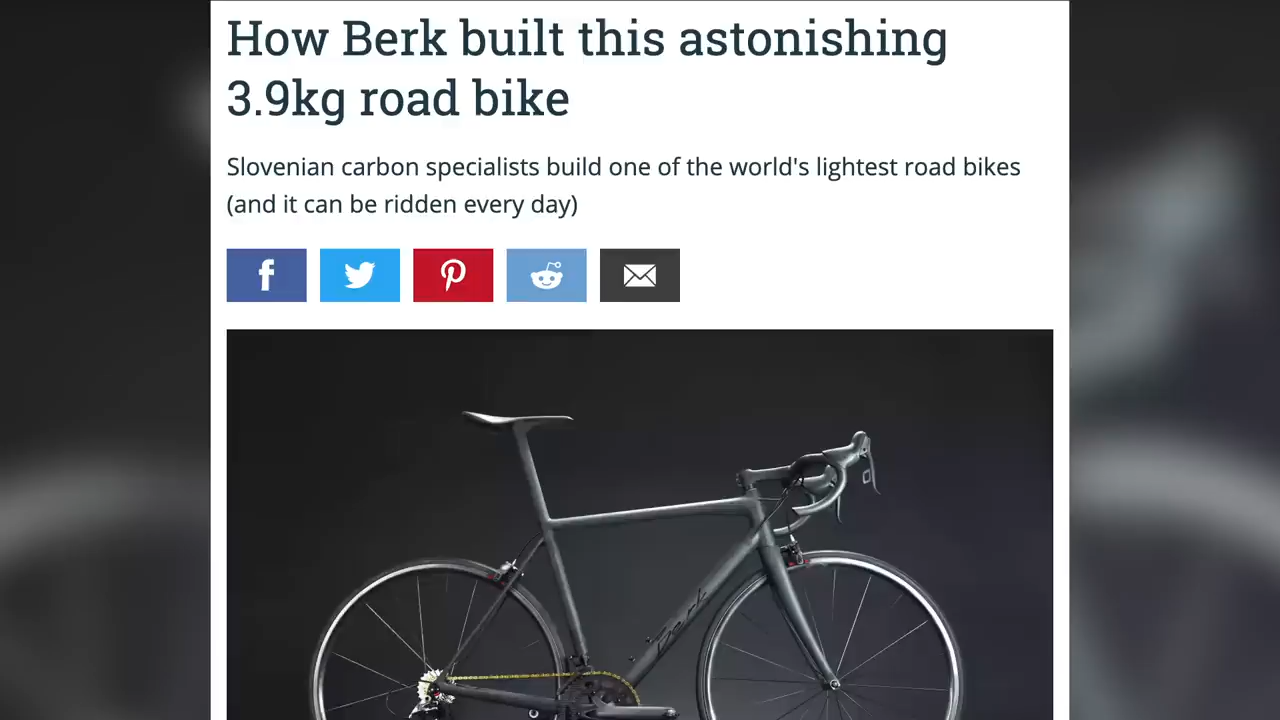 How Berk built this astonishing
3.9kg road bike
Slovenian carbon specialists build one of the world's lightest road bikes
(and it can be ridden every day)
f
Berk